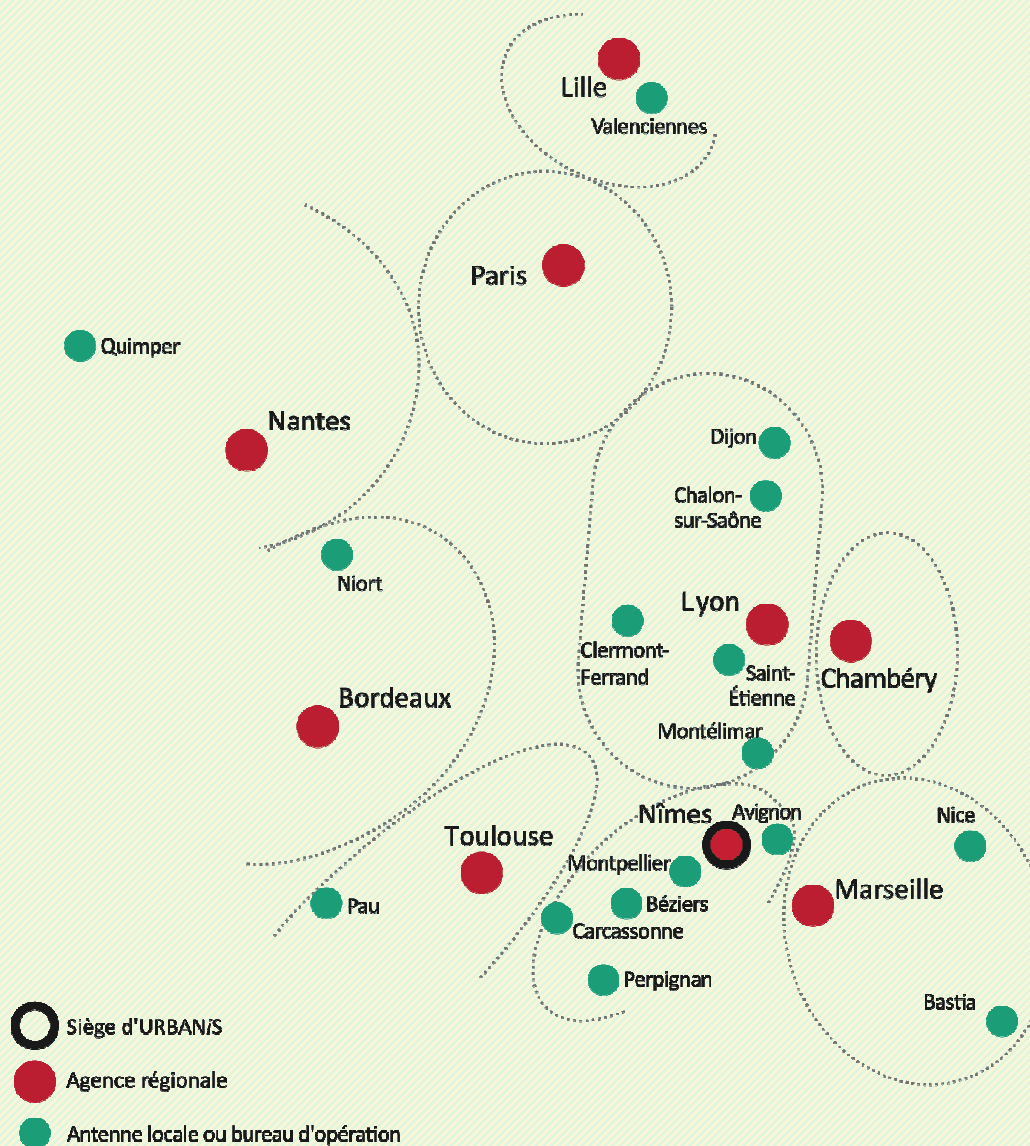 Lille
Valenciennes
Paris
Quimper
Nantes
Dijon
Chalon-
sur-Saône
Niort
Lyon
Clermont-
Ferrand
Saint-
Étienne
Chambéry
Bordeaux
Montélimar
Nîmes
Avignon
Nice
Toulouse
Montpellier
Marseille
Pau
Béziers
Carcassonne
Perpignan
Bastia
Siège d'URBANiS
Agence régionale
Antenne locale ou bureau d'opération